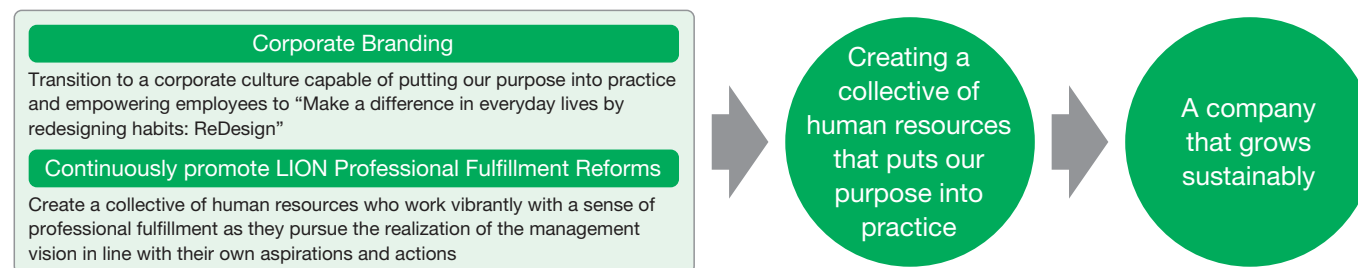 Corporate Branding
Transition to a corporate culture capable of putting our purpose into practice
and empowering employees to “Make a difference in everyday lives by
redesigning habits: ReDesign”
Continuously promote LION Professional Fulfillment Reforms
Create a collective of human resources who work vibrantly with a sense of
professional fulfillment as they pursue the realization of the management
vision in line with their own aspirations and actions
Creating a
collective of
human resources
that puts our
purpose into
practice
A company
that grows
sustainably